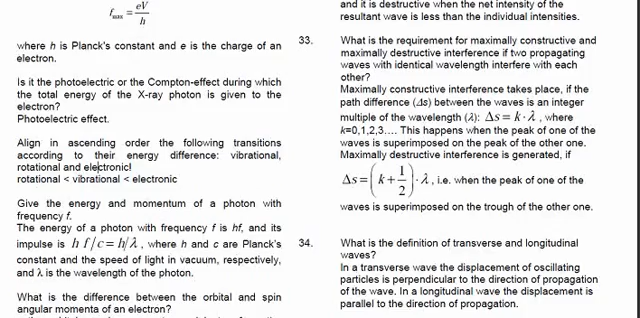 f_max = eV/h
where h is Planck's constant and e is the charge of an
electron.
Is it the photoelectric or the Compton-effect during which
the total energy of the X-ray photon is given to the
electron?
Photoelectric effect.
Align in ascending order the following transitions
according to their energy difference: vibrational,
rotational and electronic!
rotational < vibrational < electronic
Give the energy and momentum of a photon with
frequency f.
The energy of a photon with frequency f is hf, and its
impulse is h f/c = h/λ, where h and c are Planck's
constant and the speed of light in vacuum, respectively,
and λ is the wavelength of the photon.
What is the difference between the orbital and spin
angular momenta of an electron?
and it is destructive when the net intensity of the
resultant wave is less than the individual intensities.
33. What is the requirement for maximally constructive and
maximally destructive interference if two propagating
waves with identical wavelength interfere with each
other?
Maximally constructive interference takes place, if the
path difference (Δs) between the waves is an integer
multiple of the wavelength (λ): Δs = k·λ, where
k=0,1,2,3.... This happens when the peak of one of the
waves is superimposed on the peak of the other one.
Maximally destructive interference is generated, if
Δs = (k + 1/2)·λ, i.e. when the peak of one of the
waves is superimposed on the trough of the other one.
34. What is the definition of transverse and longitudinal
waves?
In a transverse wave the displacement of oscillating
particles is perpendicular to the direction of propagation
of the wave. In a longitudinal wave the displacement is
parallel to the direction of propagation.